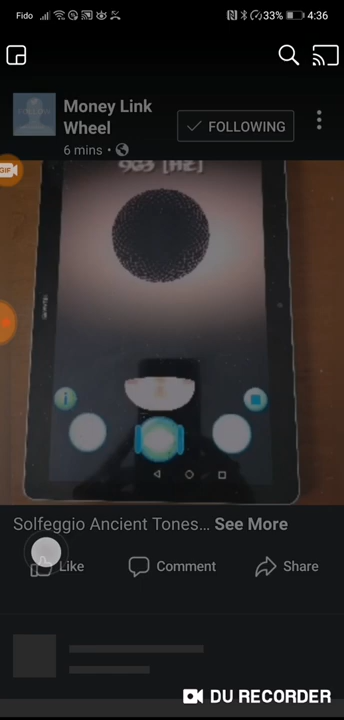 Fido 33% 4:36
Money Link
Wheel
FOLLOWING
6 mins
GIF
963 [HZ]
Solfeggio Ancient Tones... See More
Like Comment Share
DU RECORDER